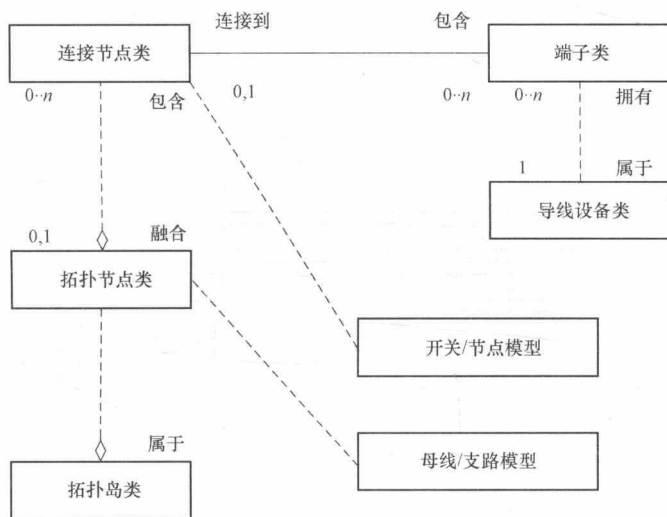 连接到 包含
连接节点类 端子类
0··n 包含 0,1 0··n 0··n 拥有
1 属于
导线设备类
0,1 融合
拓扑节点类
开关/节点模型
属于 母线/支路模型
拓扑岛类